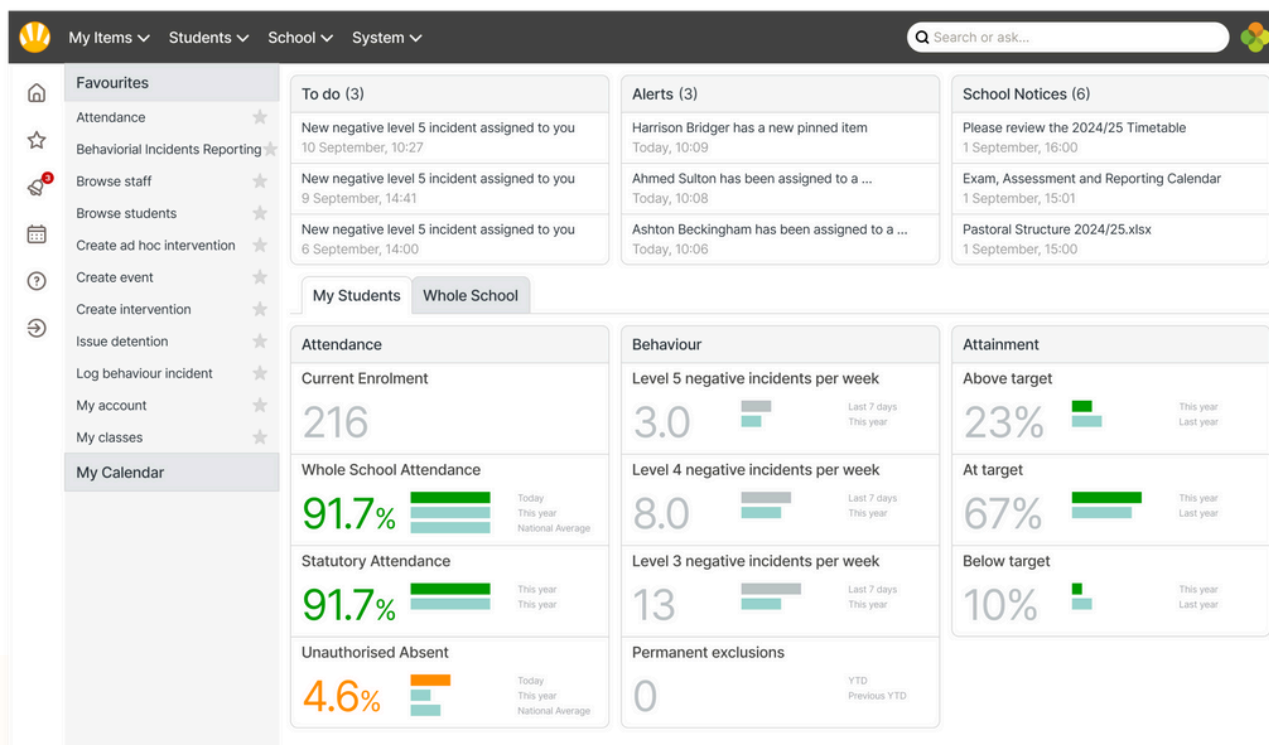 My Items Students School System Search or ask...
3
Favourites
Attendance
Behaviorial Incidents Reporting
Browse staff
Browse students
Create ad hoc intervention
Create event
Create intervention
Issue detention
Log behaviour incident
My account
My classes
My Calendar
To do (3)
New negative level 5 incident assigned to you
10 September, 10:27
New negative level 5 incident assigned to you
9 September, 14:41
New negative level 5 incident assigned to you
6 September, 14:00
Alerts (3)
Harrison Bridger has a new pinned item
Today, 10:09
Ahmed Sulton has been assigned to a ...
Today, 10:08
Ashton Beckingham has been assigned to a ...
Today, 10:06
School Notices (6)
Please review the 2024/25 Timetable
1 September, 16:00
Exam, Assessment and Reporting Calendar
1 September, 15:01
Pastoral Structure 2024/25.xlsx
1 September, 15:00
My Students Whole School
Attendance
Current Enrolment
216
Whole School Attendance
91.7%
Today
This year
National Average
Statutory Attendance
91.7%
This year
This year
Unauthorised Absent
4.6%
Today
This year
National Average
Behaviour
Level 5 negative incidents per week
3.0
Last 7 days
This year
Level 4 negative incidents per week
8.0
Last 7 days
This year
Level 3 negative incidents per week
13
Last 7 days
This year
Permanent exclusions
0
YTD
Previous YTD
Attainment
Above target
23%
This year
Last year
At target
67%
This year
Last year
Below target
10%
This year
Last year